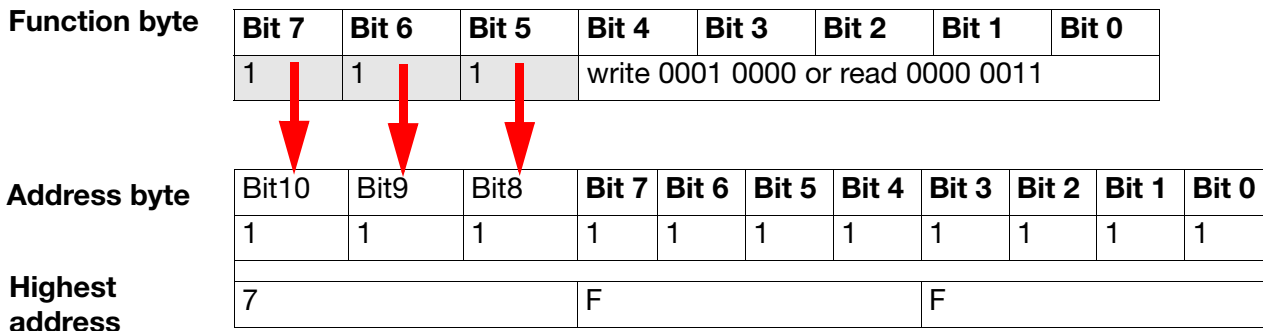 Function byte Bit 7 Bit 6 Bit 5 Bit 4 Bit 3 Bit 2 Bit 1 Bit 0
1 1 1 write 0001 0000 or read 0000 0011
Address byte Bit10 Bit9 Bit8 Bit 7 Bit 6 Bit 5 Bit 4 Bit 3 Bit 2 Bit 1 Bit 0
1 1 1 1 1 1 1 1 1 1 1
Highest
address 7 F F